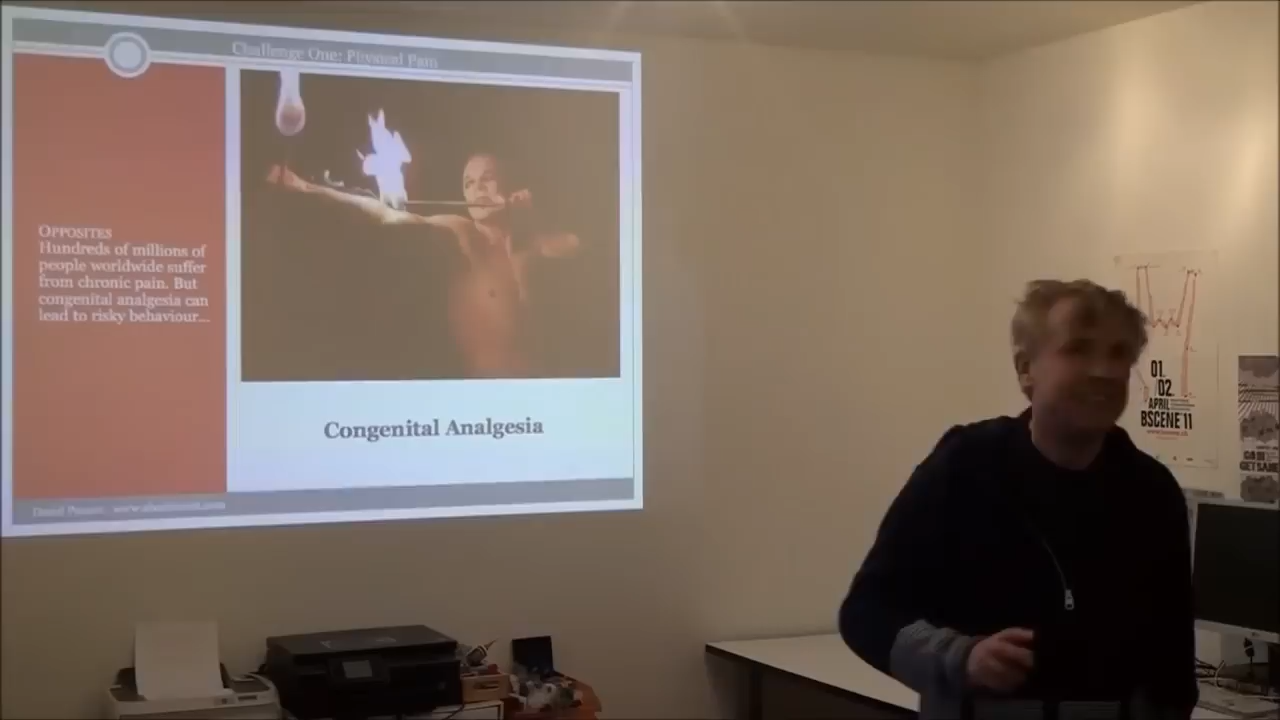 Challenge One: Physical Pain
OPPOSITES
Hundreds of millions of
people worldwide suffer
from chronic pain. But
congenital analgesia can
lead to risky behaviour...
Congenital Analgesia
01.
/02.
APRIL
BSCENE'11